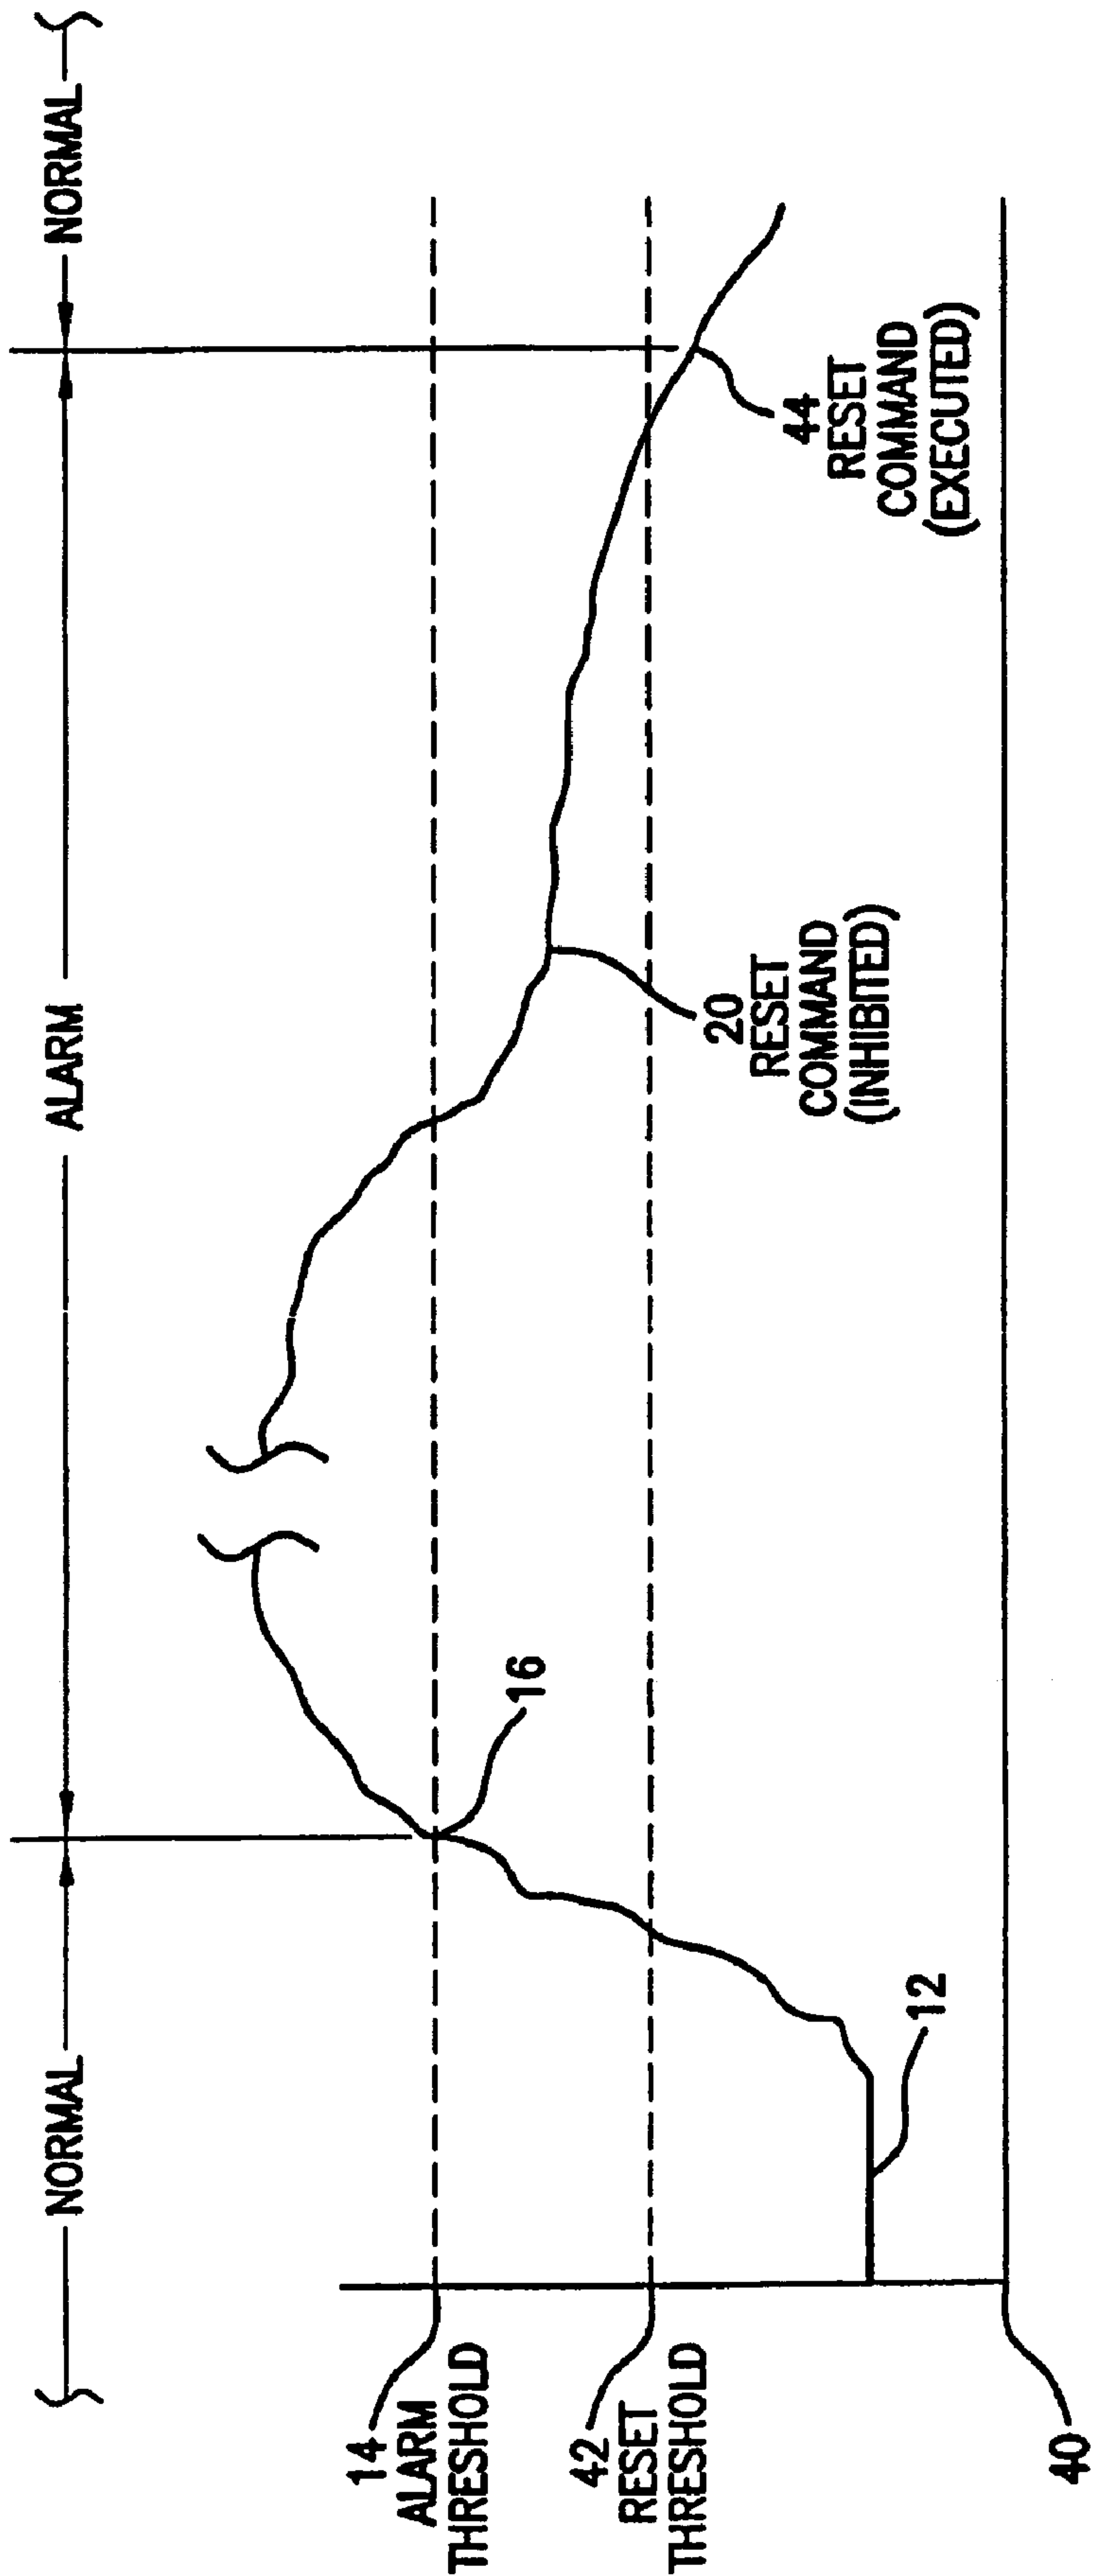 NORMAL
ALARM
NORMAL
14
ALARM
THRESHOLD
42
RESET
THRESHOLD
40
12
16
20
RESET
COMMAND
(INHIBITED)
44
RESET
COMMAND
(EXECUTED)